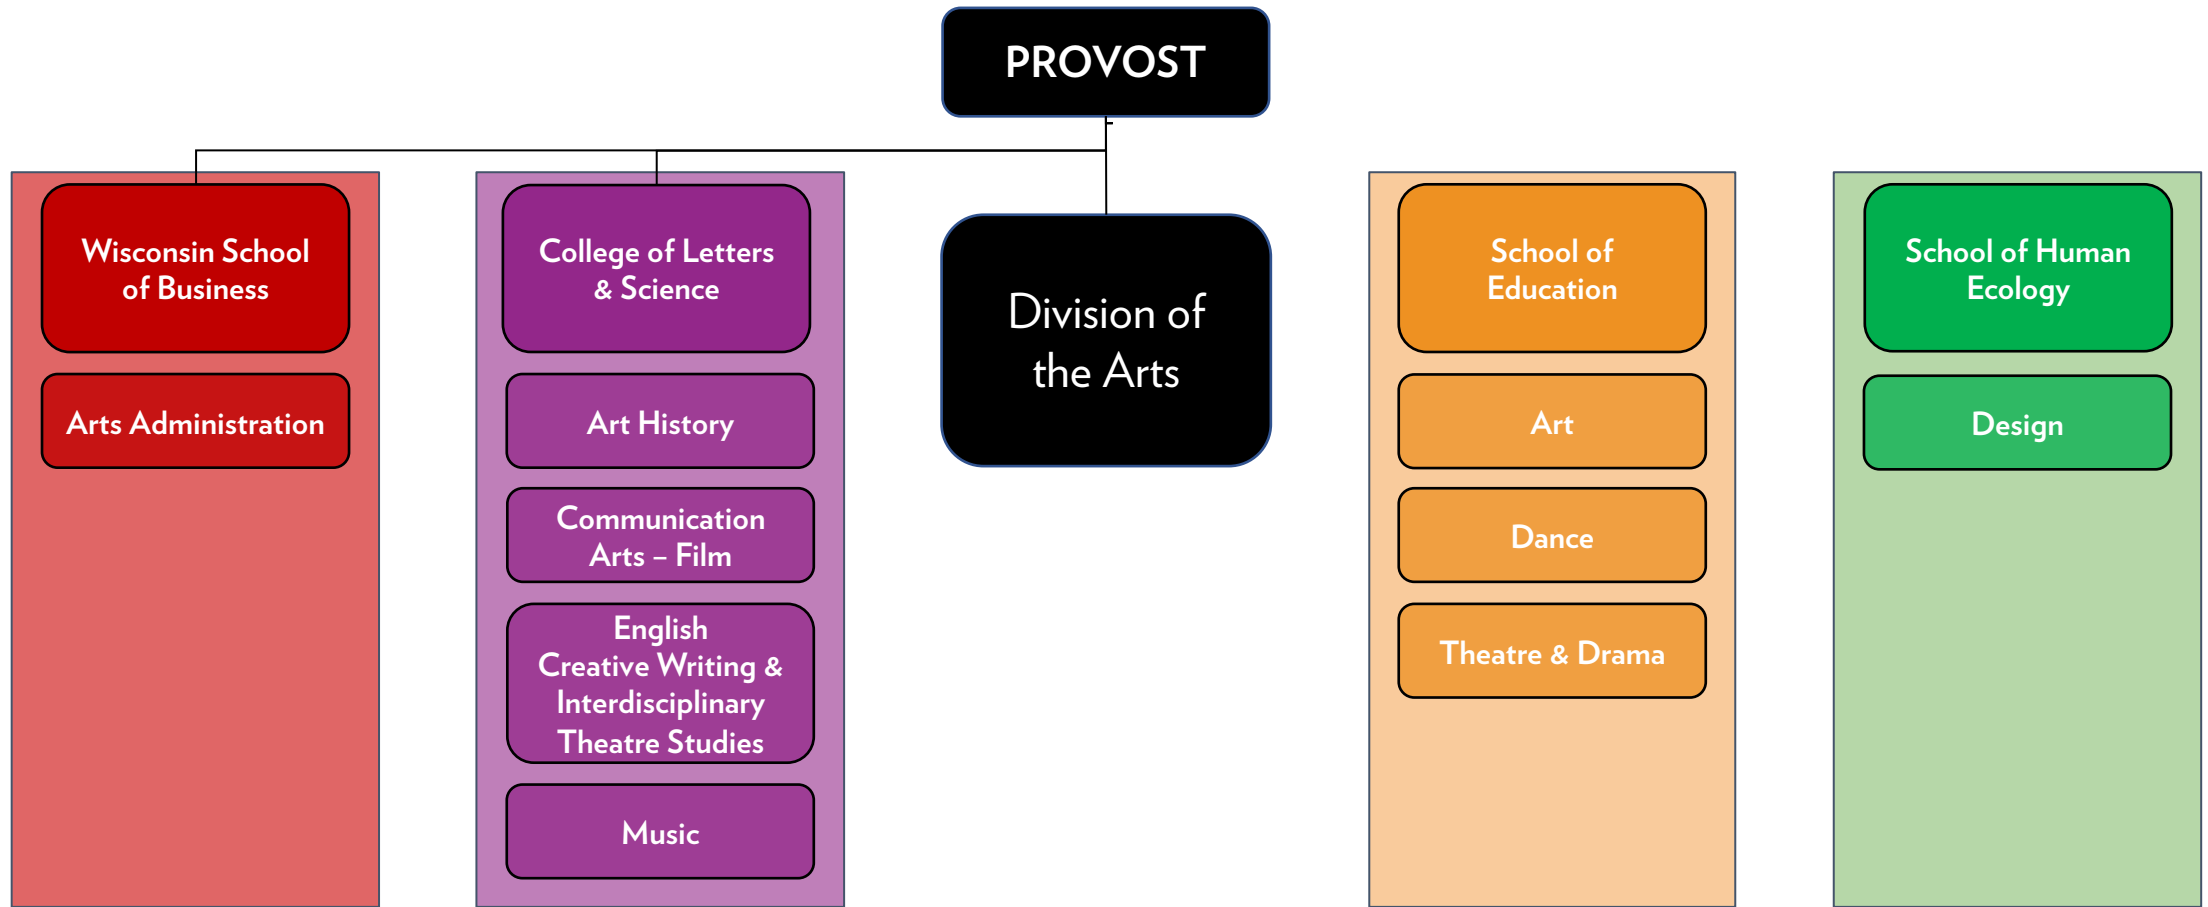 PROVOST
Wisconsin School
of Business
Arts Administration
College of Letters
& Science
Art History
Communication
Arts – Film
English
Creative Writing &
Interdisciplinary
Theatre Studies
Music
Division of
the Arts
School of
Education
Art
Dance
Theatre & Drama
School of Human
Ecology
Design